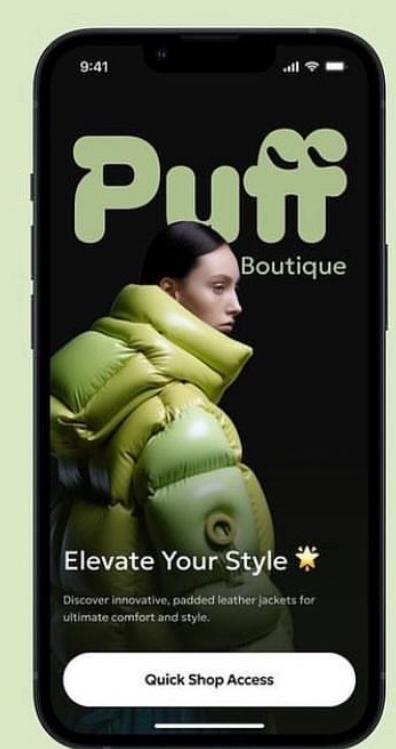 9:41
Puff
Boutique
Elevate Your Style 🌟
Discover innovative, padded leather jackets for
ultimate comfort and style.
Quick Shop Access